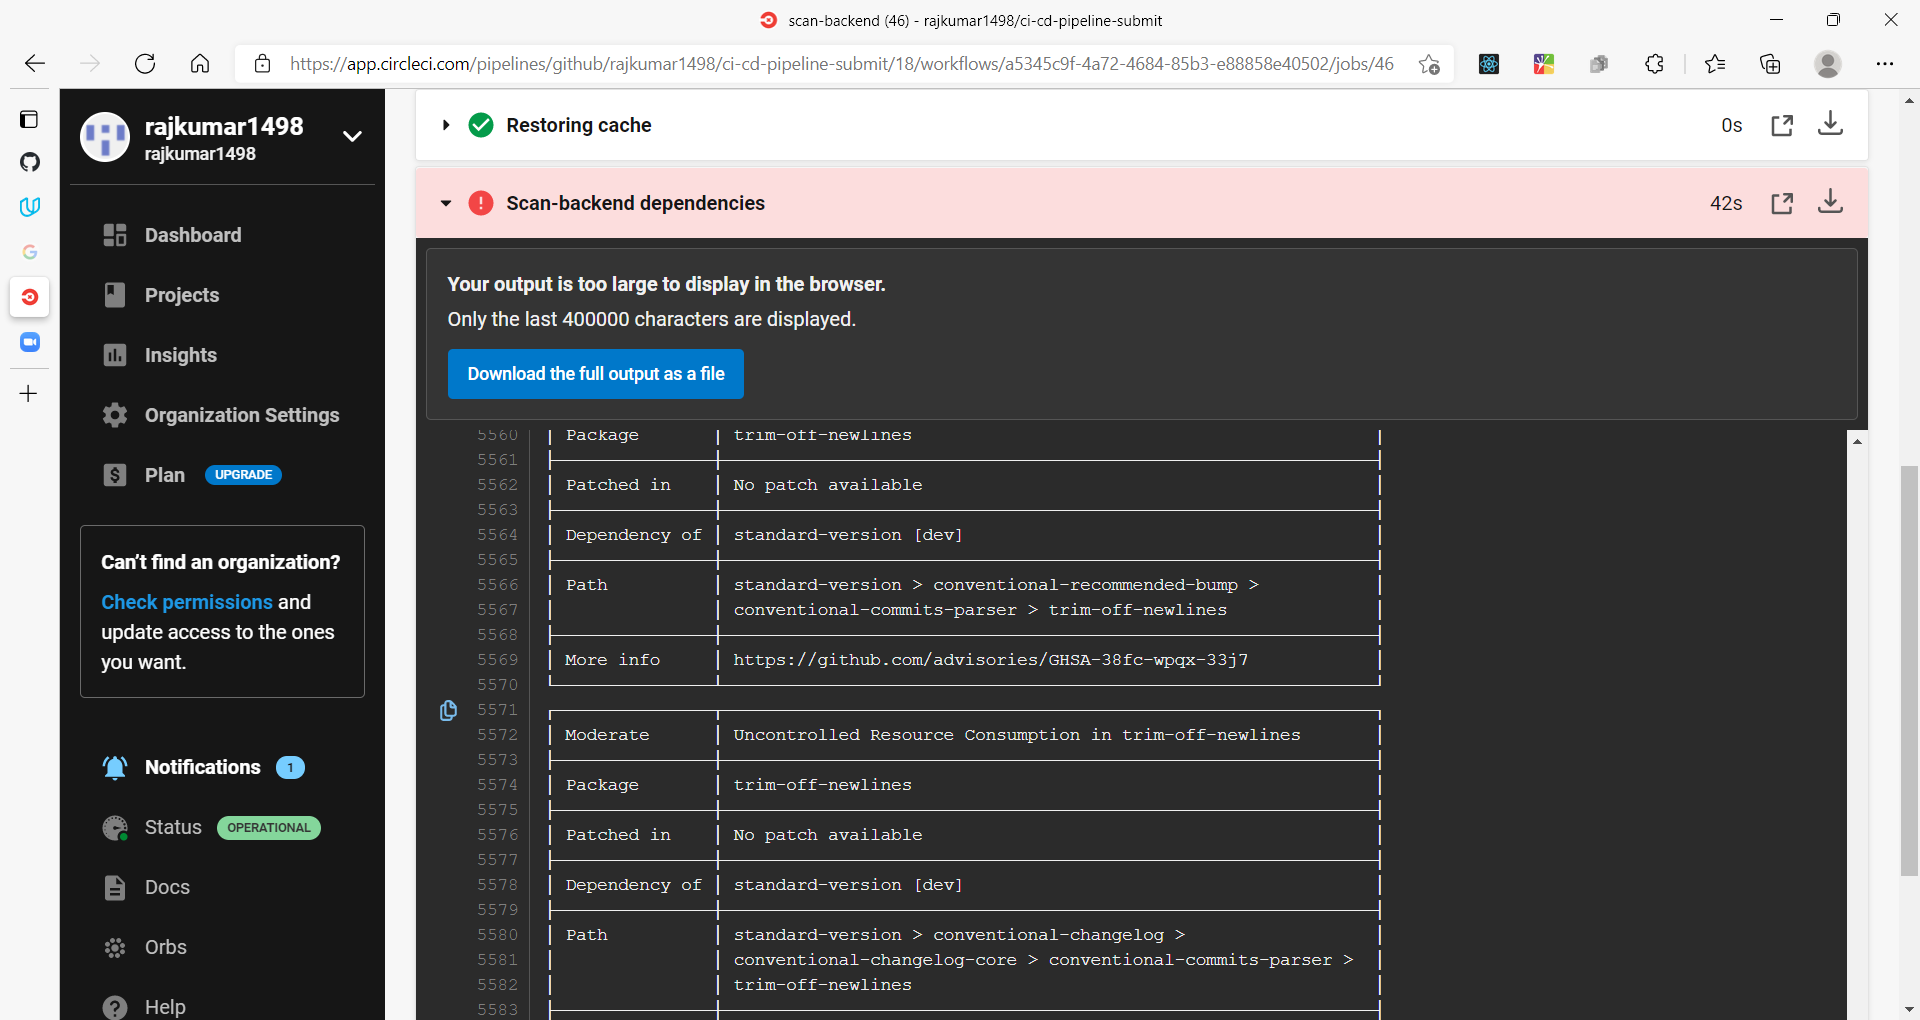 scan-backend (46) - rajkumar1498/ci-cd-pipeline-submit
https://app.circleci.com/pipelines/github/rajkumar1498/ci-cd-pipeline-submit/18/workflows/a5345c9f-4a72-4684-85b3-e88858e40502/jobs/46
rajkumar1498
rajkumar1498
Dashboard
Projects
Insights
Organization Settings
Plan UPGRADE
Can't find an organization?
Check permissions and
update access to the ones
you want.
Notifications 1
Status OPERATIONAL
Docs
Orbs
Help
Restoring cache 0s
Scan-backend dependencies 42s
Your output is too large to display in the browser.
Only the last 400000 characters are displayed.
Download the full output as a file
5560 Package trim-off-newlines
5561
5562 Patched in No patch available
5563
5564 Dependency of standard-version [dev]
5565
5566 Path standard-version > conventional-recommended-bump >
5567 conventional-commits-parser > trim-off-newlines
5568
5569 More info https://github.com/advisories/GHSA-38fc-wpqx-33j7
5570
5571
5572 Moderate Uncontrolled Resource Consumption in trim-off-newlines
5573
5574 Package trim-off-newlines
5575
5576 Patched in No patch available
5577
5578 Dependency of standard-version [dev]
5579
5580 Path standard-version > conventional-changelog >
5581 conventional-changelog-core > conventional-commits-parser >
5582 trim-off-newlines
5583